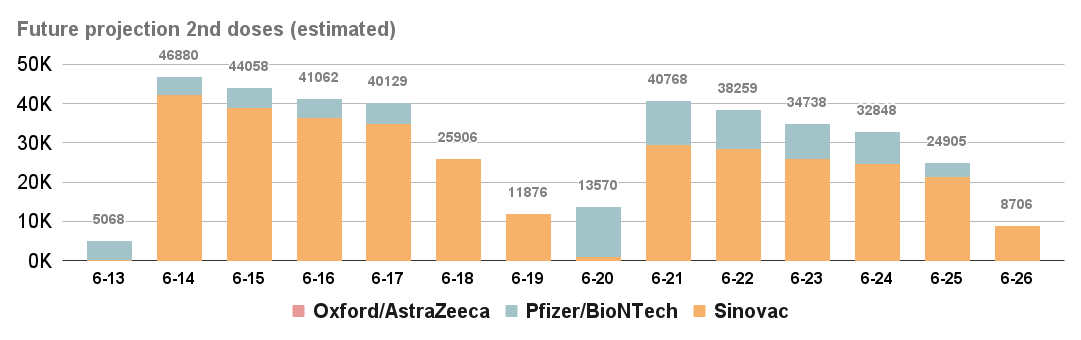 Future projection 2nd doses (estimated)
50K
40K
30K
20K
10K
0K
5068
46880
44058
41062
40129
25906
11876
13570
40768
38259
34738
32848
24905
8706
6-13
6-14
6-15
6-16
6-17
6-18
6-19
6-20
6-21
6-22
6-23
6-24
6-25
6-26
Oxford/AstraZeeca
Pfizer/BioNTech
Sinovac